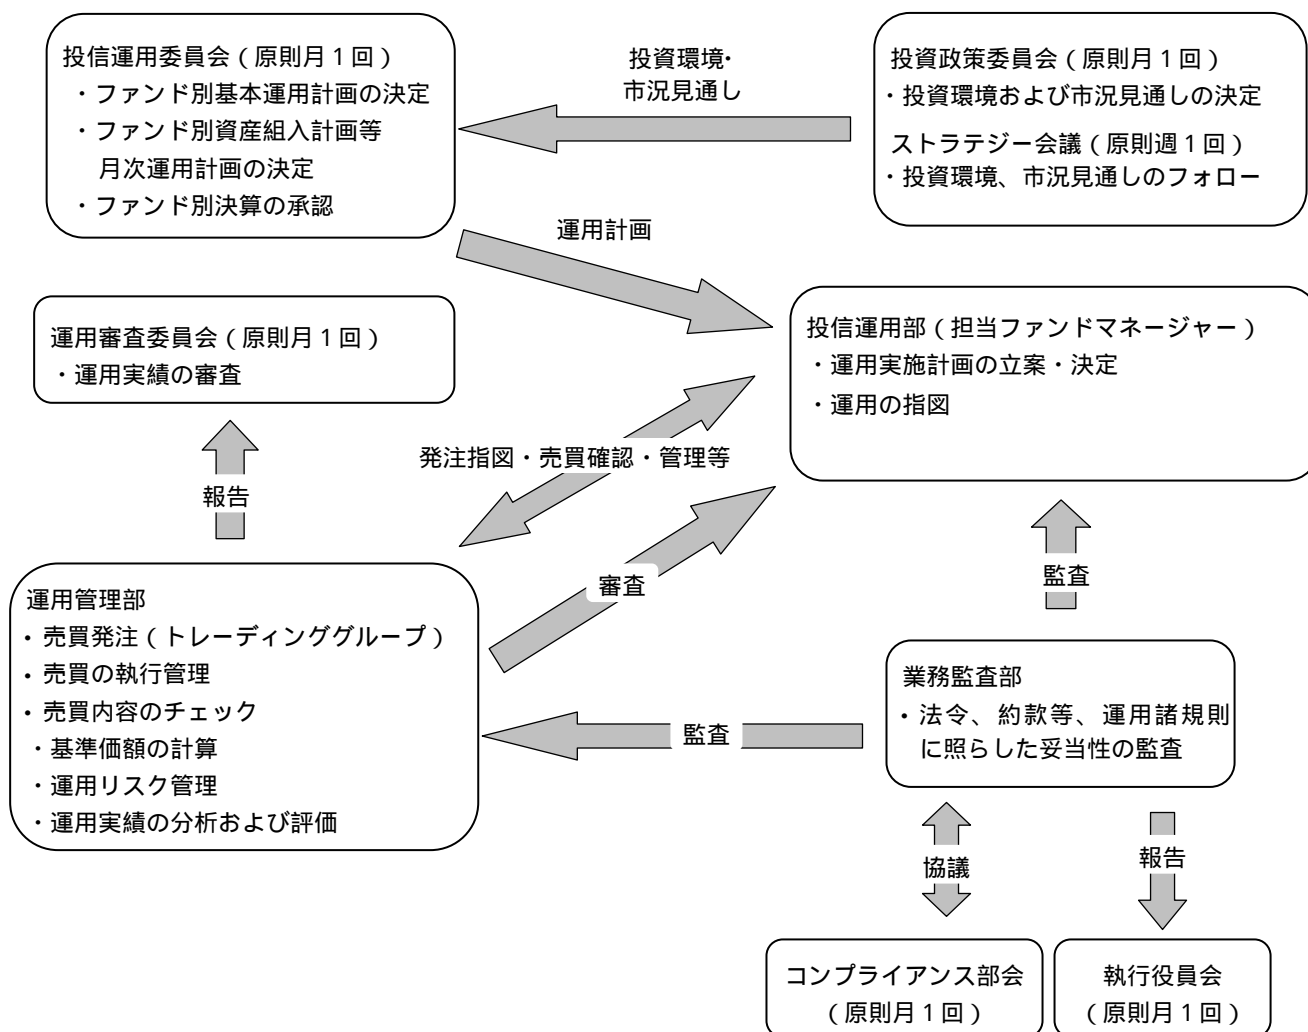 投信運用委員会(原則月1回)
・ファンド別基本運用計画の決定
・ファンド別資産組入計画等
月次運用計画の決定
・ファンド別決算の承認
投資環境・
市況見通し
投資政策委員会(原則月1回)
・投資環境および市況見通しの決定
ストラテジー会議(原則週1回)
・投資環境、市況見通しのフォロー
運用計画
運用審査委員会(原則月1回)
・運用実績の審査
投信運用部(担当ファンドマネージャー)
・運用実施計画の立案・決定
・運用の指図
発注指図・売買確認・管理等
報告
審査
監査
運用管理部
・売買発注(トレーディンググループ)
・売買の執行管理
・売買内容のチェック
・基準価額の計算
・運用リスク管理
・運用実績の分析および評価
監査
業務監査部
・法令、約款等、運用諸規則
に照らした妥当性の監査
協議
報告
コンプライアンス部会
(原則月1回)
執行役員会
(原則月1回)